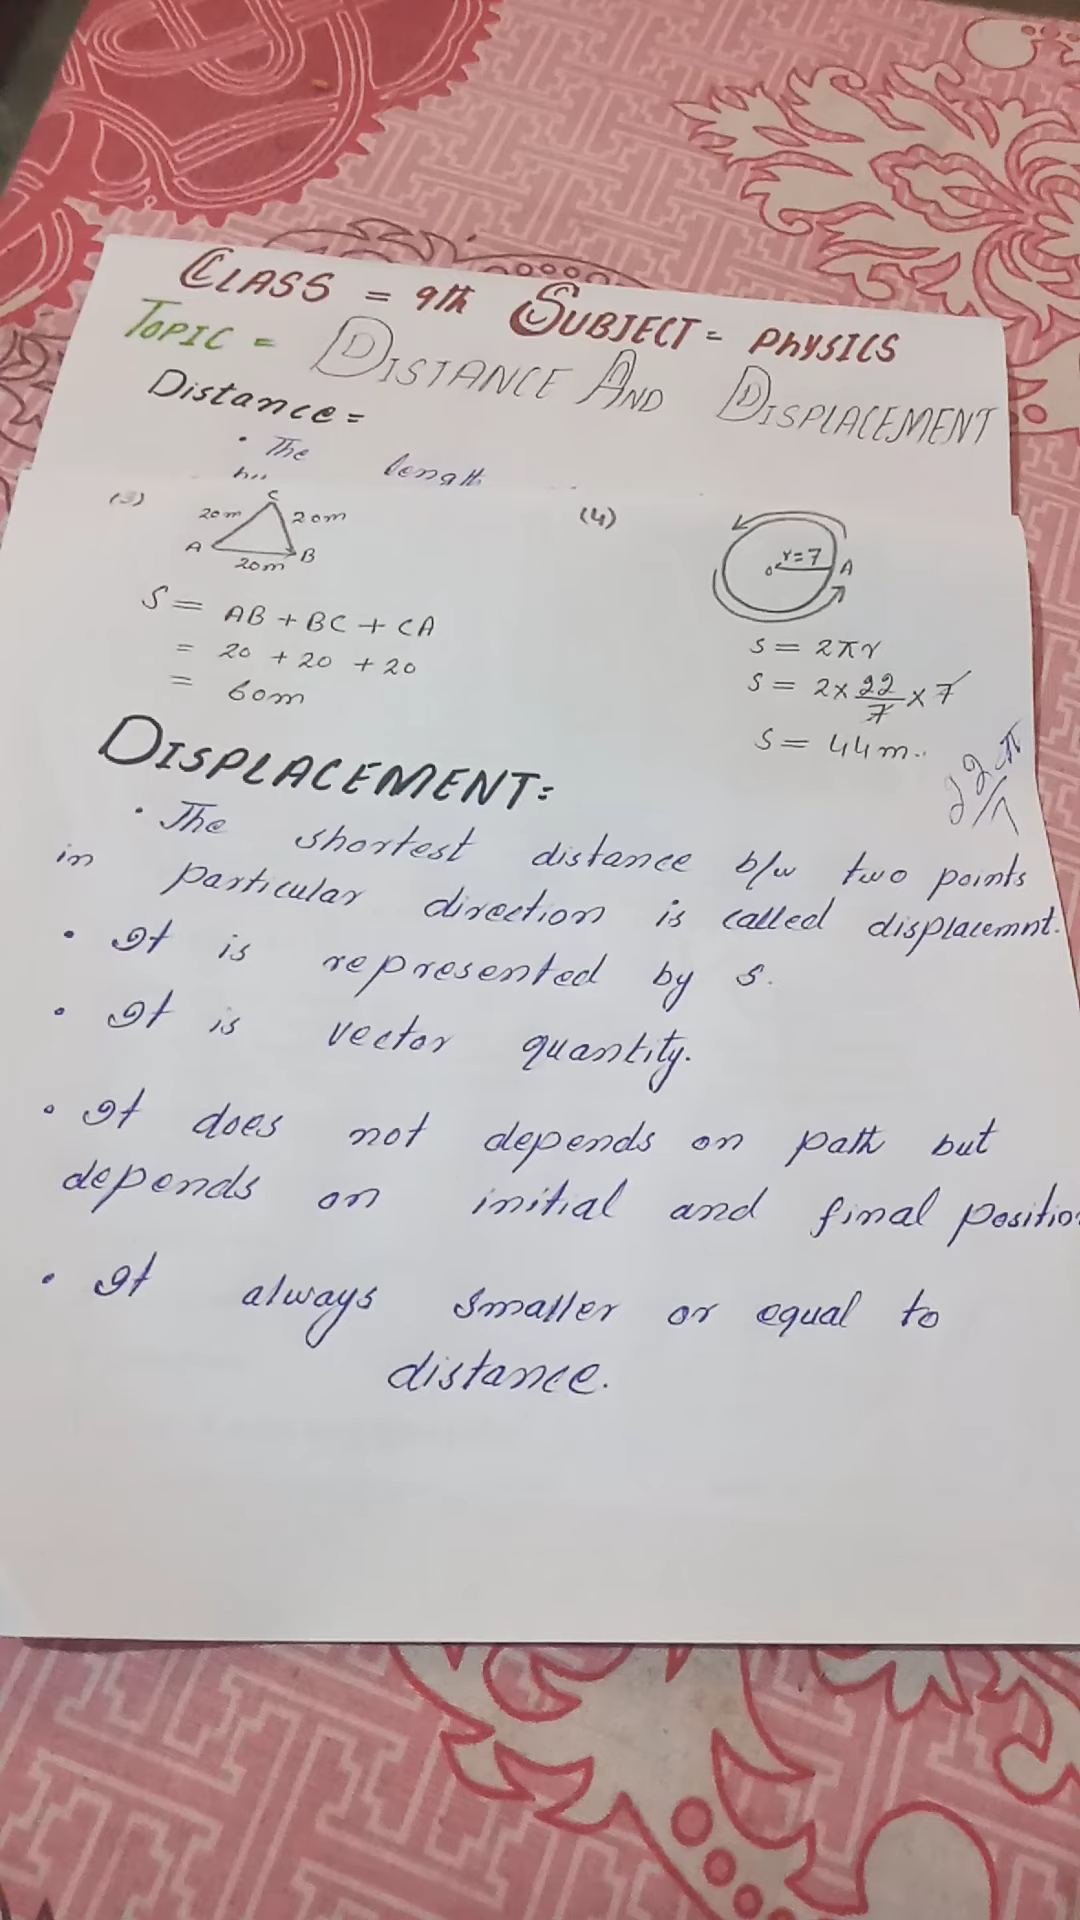 CLASS = 9th SUBJECT = PHYSICS
TOPIC = DISTANCE AND DISPLACEMENT
Distance =
• The length
(3) C
20m 20m
A B
20m
S = AB + BC + CA
= 20 + 20 + 20
= 60m
(4)
r=7
o A
S = 2πr
S = 2 x 22/7 x 7
S = 44m.
DISPLACEMENT=
• The shortest distance b/w two points
in particular direction is called displacemnt.
• It is represented by s.
• It is vector quantity.
• It does not depends on path but
depends on initial and final positio
• It always smaller or equal to
distance.